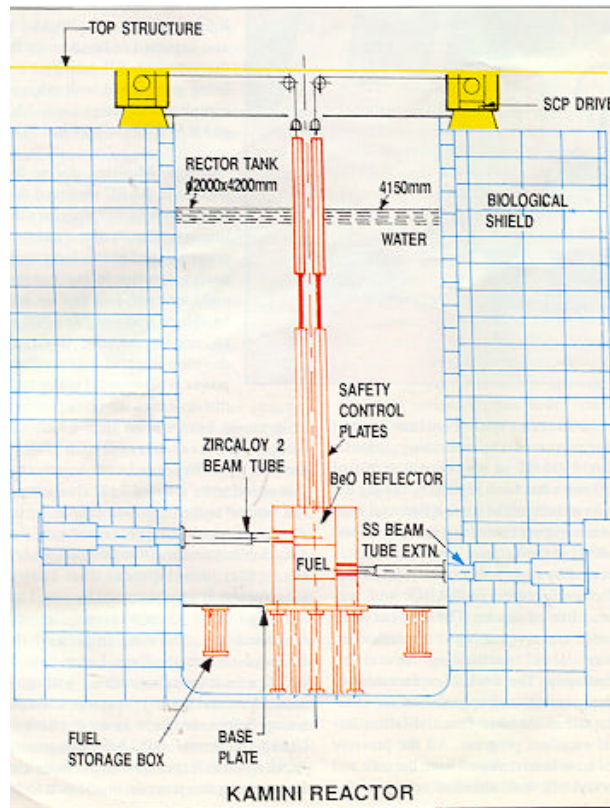 TOP STRUCTURE
SCP DRIVE
RECTOR TANK
ø2000x4200mm
4150mm
BIOLOGICAL
SHIELD
WATER
SAFETY
CONTROL
PLATES
ZIRCALOY 2
BEAM TUBE
BeO REFLECTOR
SS BEAM
TUBE EXTN.
FUEL
FUEL
STORAGE BOX
BASE
PLATE
KAMINI REACTOR